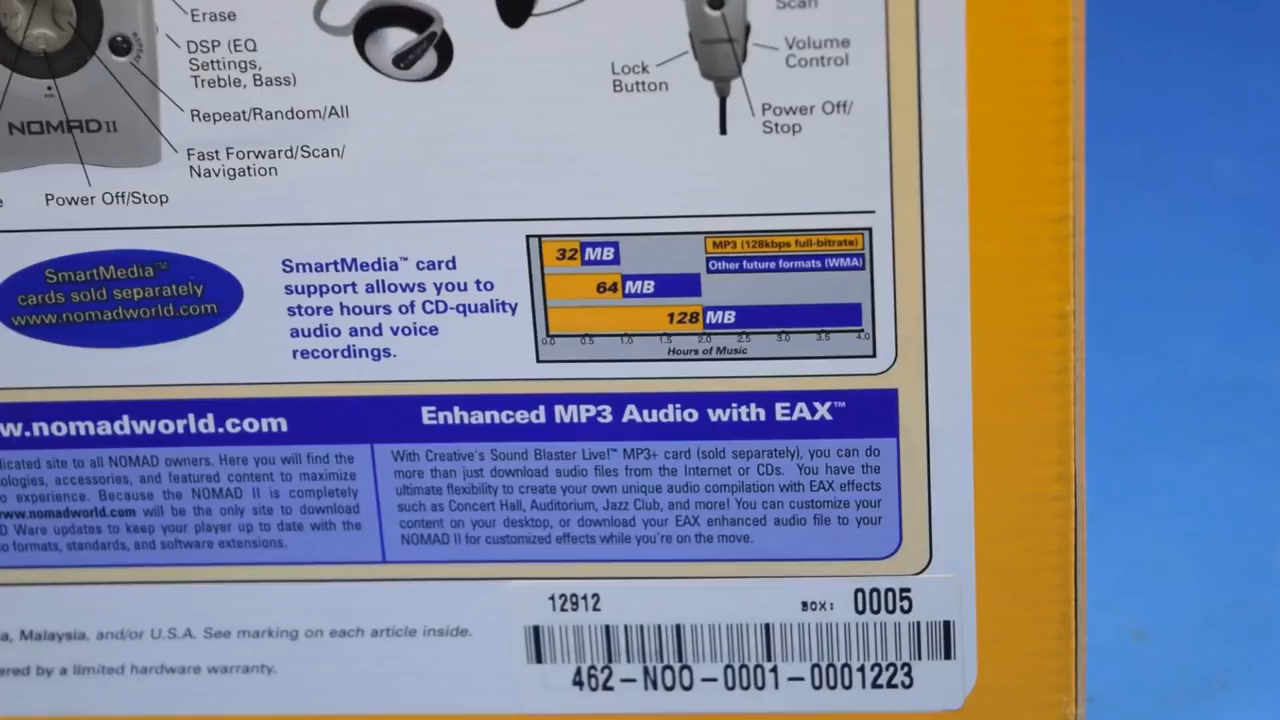 Erase
DSP (EQ
Settings,
Treble, Bass)
Repeat/Random/All
REPEAT
NOMAD II
Fast Forward/Scan/
Navigation
Power Off/Stop
Scan
Volume
Control
Lock
Button
Power Off/
Stop
SmartMedia™
cards sold separately
www.nomadworld.com
SmartMedia™ card
support allows you to
store hours of CD-quality
audio and voice
recordings.
32 MB
MP3 (128kbps full-bitrate)
Other future formats (WMA)
64 MB
128 MB
0.0 0.5 1.0 1.5 2.0 2.5 3.0 3.5 4.0
Hours of Music
w.nomadworld.com
dicated site to all NOMAD owners. Here you will find the
ologies, accessories, and featured content to maximize
o experience. Because the NOMAD II is completely
www.nomadworld.com will be the only site to download
D Ware updates to keep your player up to date with the
o formats, standards, and software extensions.
Enhanced MP3 Audio with EAX™
With Creative's Sound Blaster Live!™ MP3+ card (sold separately), you can do
more than just download audio files from the Internet or CDs. You have the
ultimate flexibility to create your own unique audio compilation with EAX effects
such as Concert Hall, Auditorium, Jazz Club, and more! You can customize your
content on your desktop, or download your EAX enhanced audio file to your
NOMAD II for customized effects while you're on the move.
a, Malaysia, and/or U.S.A. See marking on each article inside.
ered by a limited hardware warranty.
12912 BOX: 0005
462-N00-0001-0001223